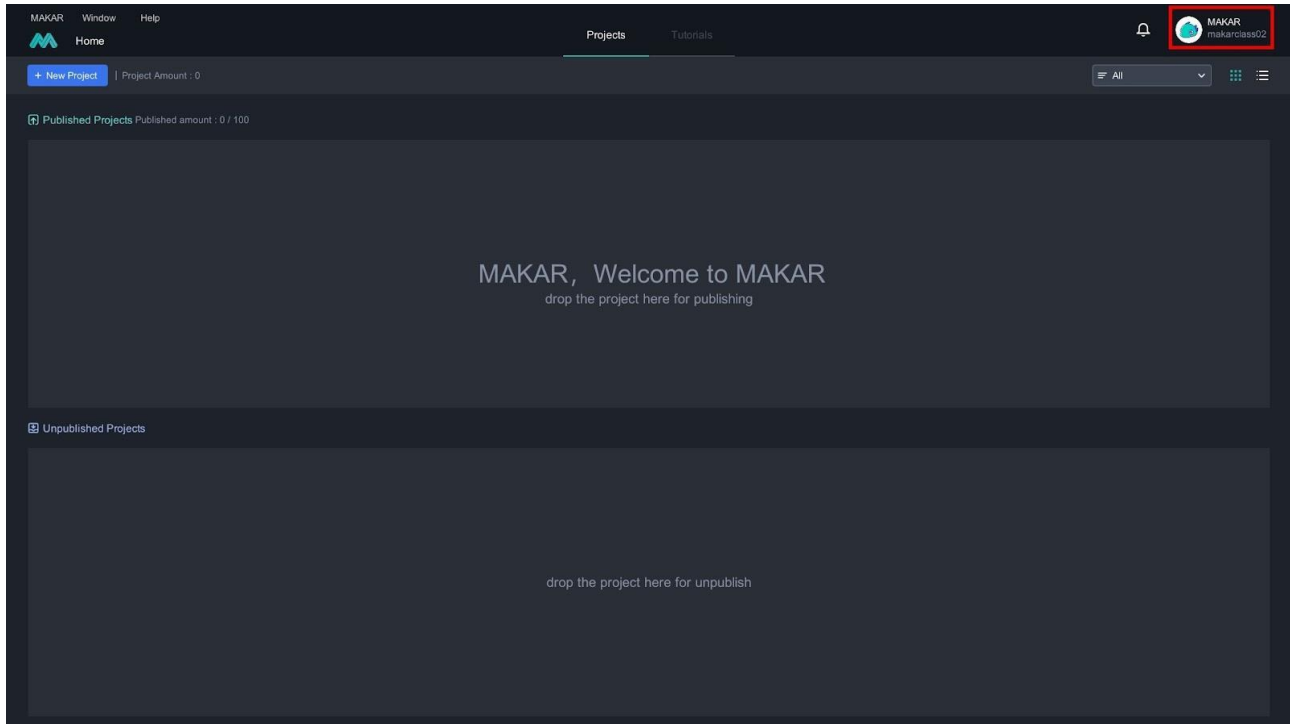 MAKAR Window Help
Home
Projects Tutorials
MAKAR
makarclass02
+ New Project | Project Amount : 0
All
Published Projects Published amount : 0 / 100
MAKAR, Welcome to MAKAR
drop the project here for publishing
Unpublished Projects
drop the project here for unpublish